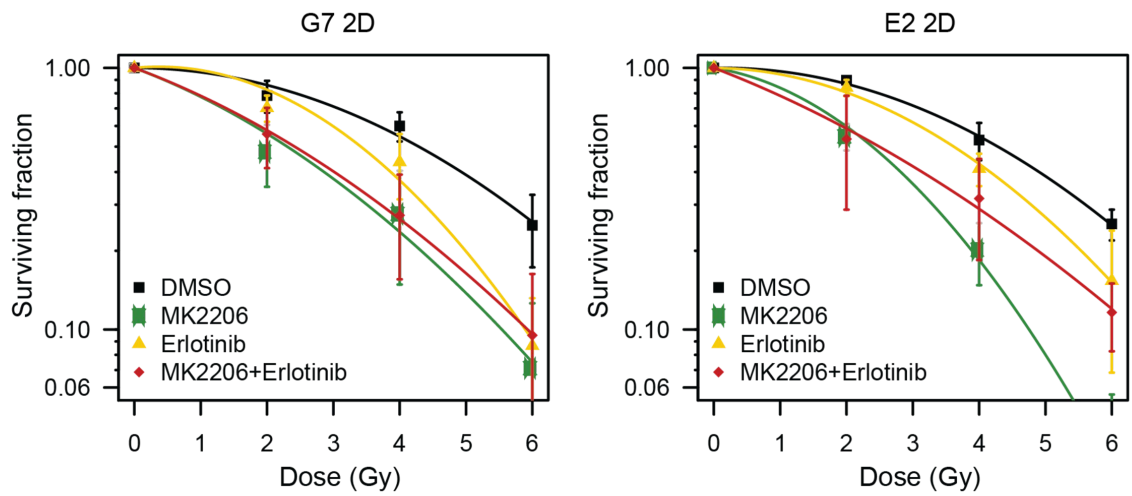 G7 2D
1.00
0.10
0.06
Surviving fraction
DMSO
MK2206
Erlotinib
MK2206+Erlotinib
0 1 2 3 4 5 6
Dose (Gy)
E2 2D
1.00
0.10
0.06
Surviving fraction
DMSO
MK2206
Erlotinib
MK2206+Erlotinib
0 1 2 3 4 5 6
Dose (Gy)